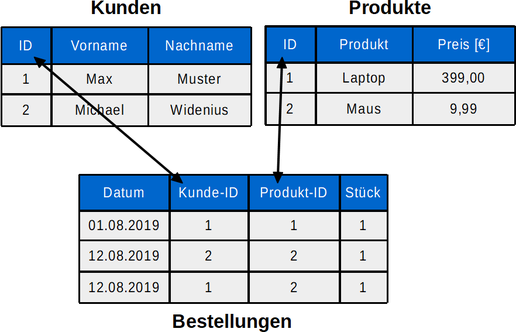 Kunden
ID Vorname Nachname
1 Max Muster
2 Michael Widenius
Produkte
ID Produkt Preis [€]
1 Laptop 399,00
2 Maus 9,99
Datum Kunde-ID Produkt-ID Stück
01.08.2019 1 1 1
12.08.2019 2 2 1
12.08.2019 1 2 1
Bestellungen